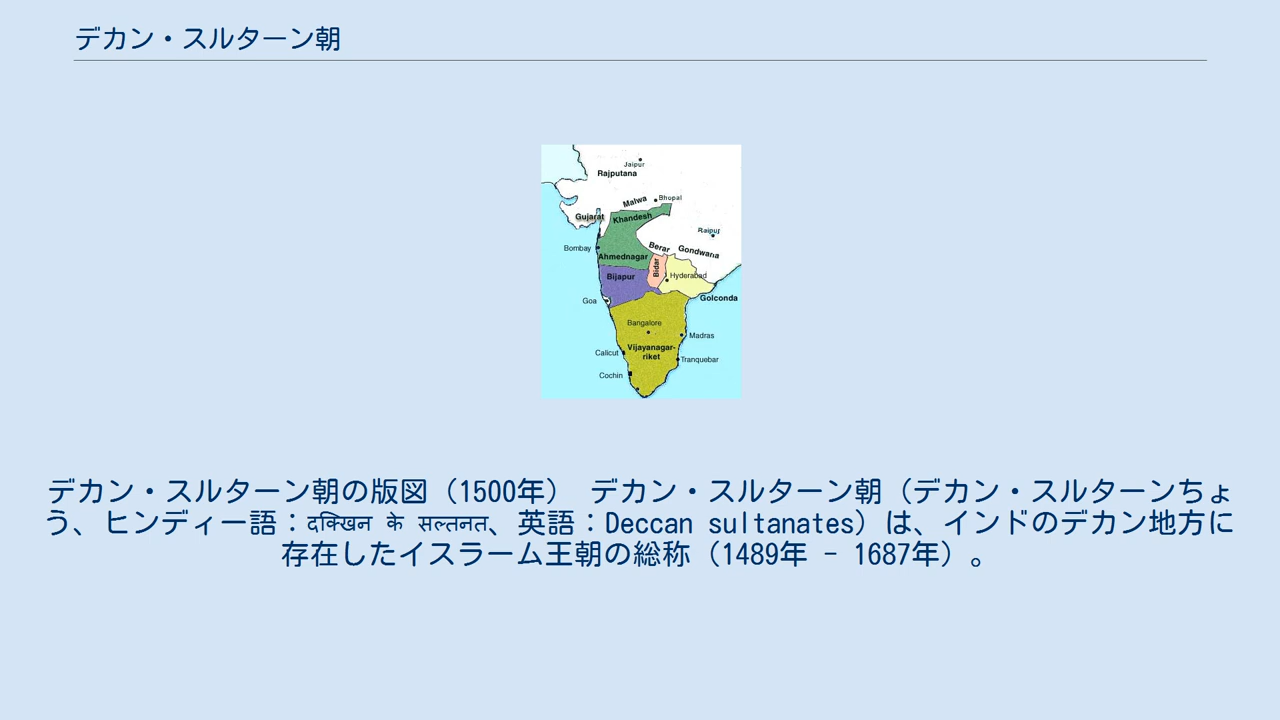 デカン・スルターン朝
Jaipur
Rajputana
Malwa
Bhopal
Gujarat
Khandesh
Raipur
Bombay
Berar
Gondwana
Ahmednagar
Bidar
Bijapur
Hyderabad
Goa
Golconda
Bangalore
Madras
Calicut
Vijayanagar-
riket
Tranquebar
Cochin
デカン・スルターン朝の版図（1500年） デカン・スルターン朝（デカン・スルターンちょ
う、ヒンディー語：दक्खिन के सल्तनत、英語：Deccan sultanates）は、インドのデカン地方に
存在したイスラーム王朝の総称（1489年 - 1687年）。